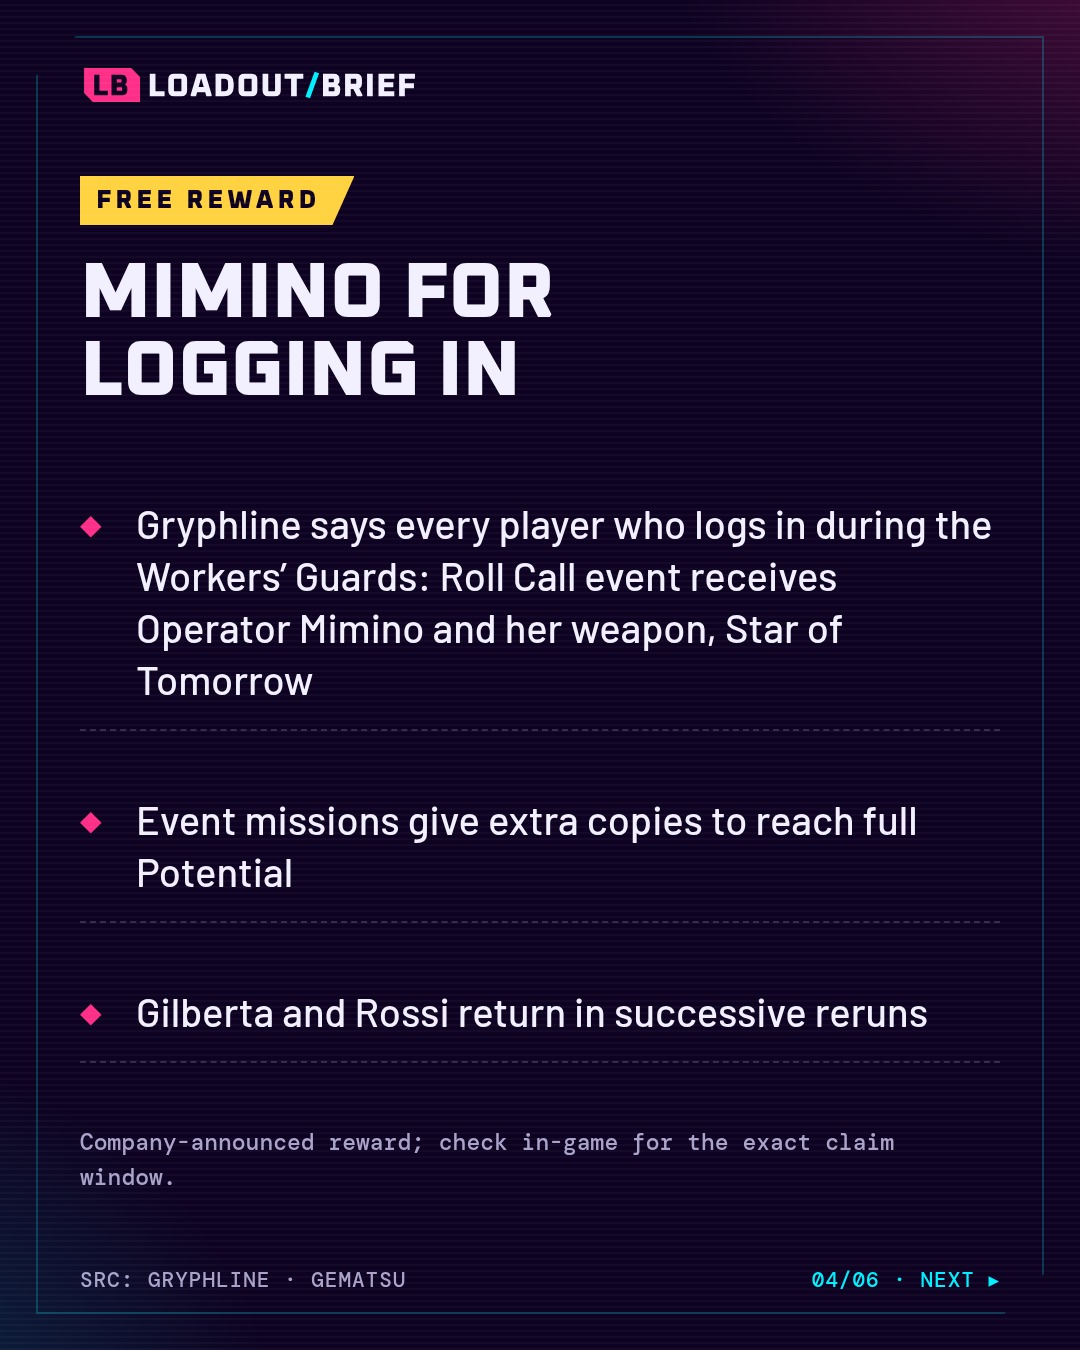 LB LOADOUT/BRIEF
FREE REWARD
MIMINO FOR
LOGGING IN
Gryphline says every player who logs in during the
Workers’ Guards: Roll Call event receives
Operator Mimino and her weapon, Star of
Tomorrow
Event missions give extra copies to reach full
Potential
Gilberta and Rossi return in successive reruns
Company-announced reward; check in-game for the exact claim
window.
SRC: GRYPHLINE · GEMATSU
04/06 · NEXT ▸